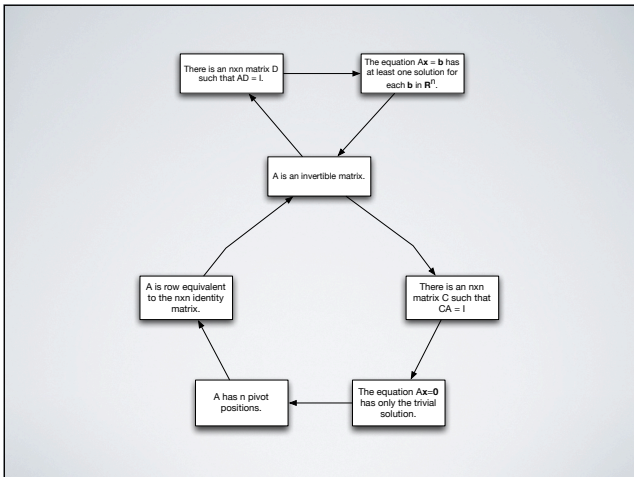 There is an nxn matrix D
such that AD = I.
The equation Ax = b has
at least one solution for
each b in Rⁿ.
A is an invertible matrix.
A is row equivalent
to the nxn identity
matrix.
There is an nxn
matrix C such that
CA = I
A has n pivot
positions.
The equation Ax=0
has only the trivial
solution.